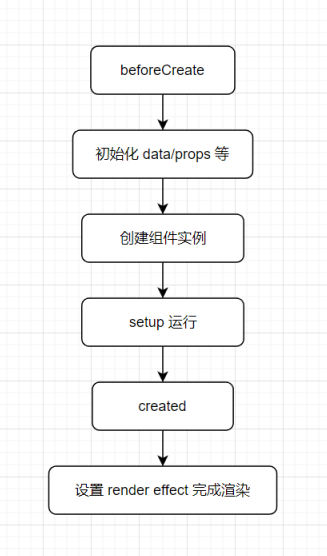 beforeCreate
初始化 data/props 等
创建组件实例
setup 运行
created
设置 render effect 完成渲染